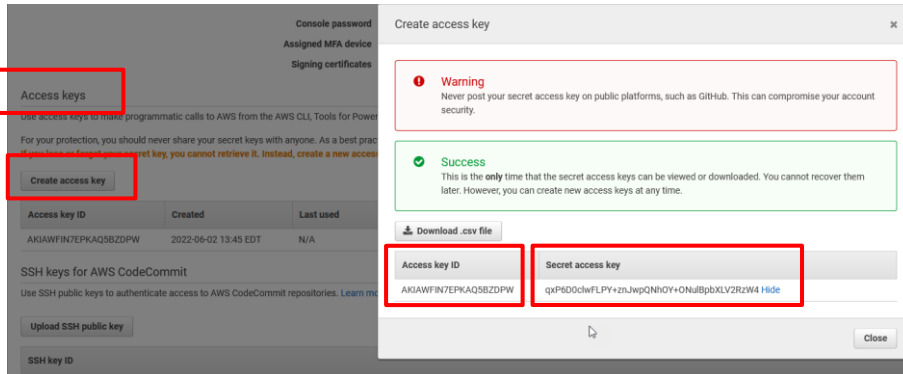 Console password
Assigned MFA device
Signing certificates
Access keys
Use access keys to make programmatic calls to AWS from the AWS CLI, Tools for Power
For your protection, you should never share your secret keys with anyone. As a best prac
If you lose or forget your secret key, you cannot retrieve it. Instead, create a new access
Create access key
Access key ID Created Last used
AKIAWFIN7EPKAQ5BZDPW 2022-06-02 13:45 EDT N/A
SSH keys for AWS CodeCommit
Use SSH public keys to authenticate access to AWS CodeCommit repositories. Learn mo
Upload SSH public key
SSH key ID
Create access key
Warning
Never post your secret access key on public platforms, such as GitHub. This can compromise your account
security.
Success
This is the only time that the secret access keys can be viewed or downloaded. You cannot recover them
later. However, you can create new access keys at any time.
Download .csv file
Access key ID Secret access key
AKIAWFIN7EPKAQ5BZDPW qxP6D0clwFLPY+znJwpQNhOY+ONulBpbXLV2RzW4 Hide
Close